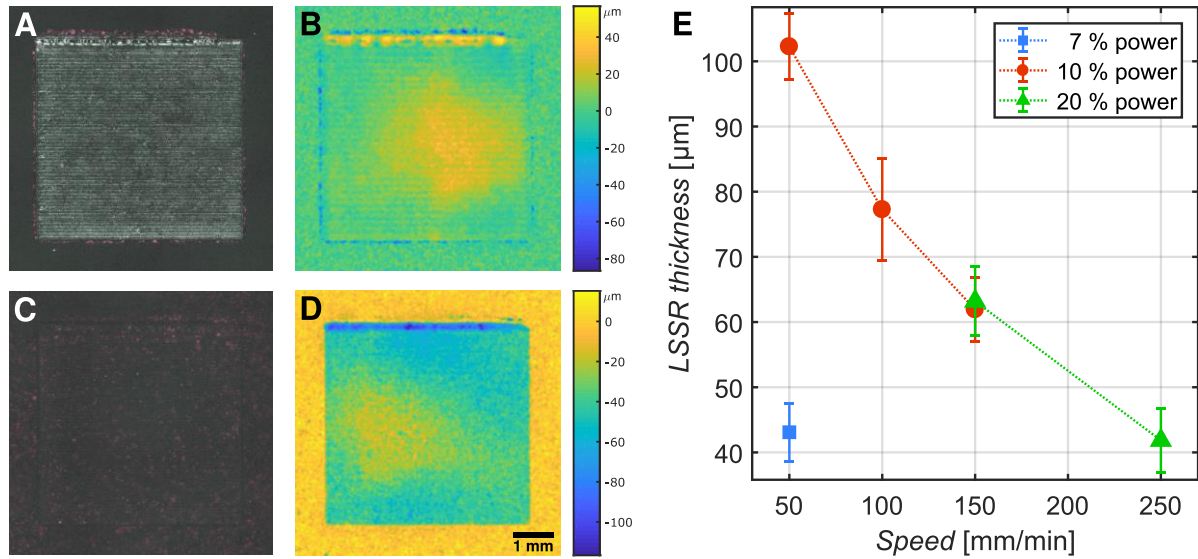 A
B
μm
40
20
0
-20
-40
-60
-80
C
D
1 mm
μm
20
0
-20
-40
-60
-80
-100
E
7 % power
10 % power
20 % power
LSSR thickness [μm]
100
90
80
70
60
50
40
50
100
150
200
250
Speed [mm/min]